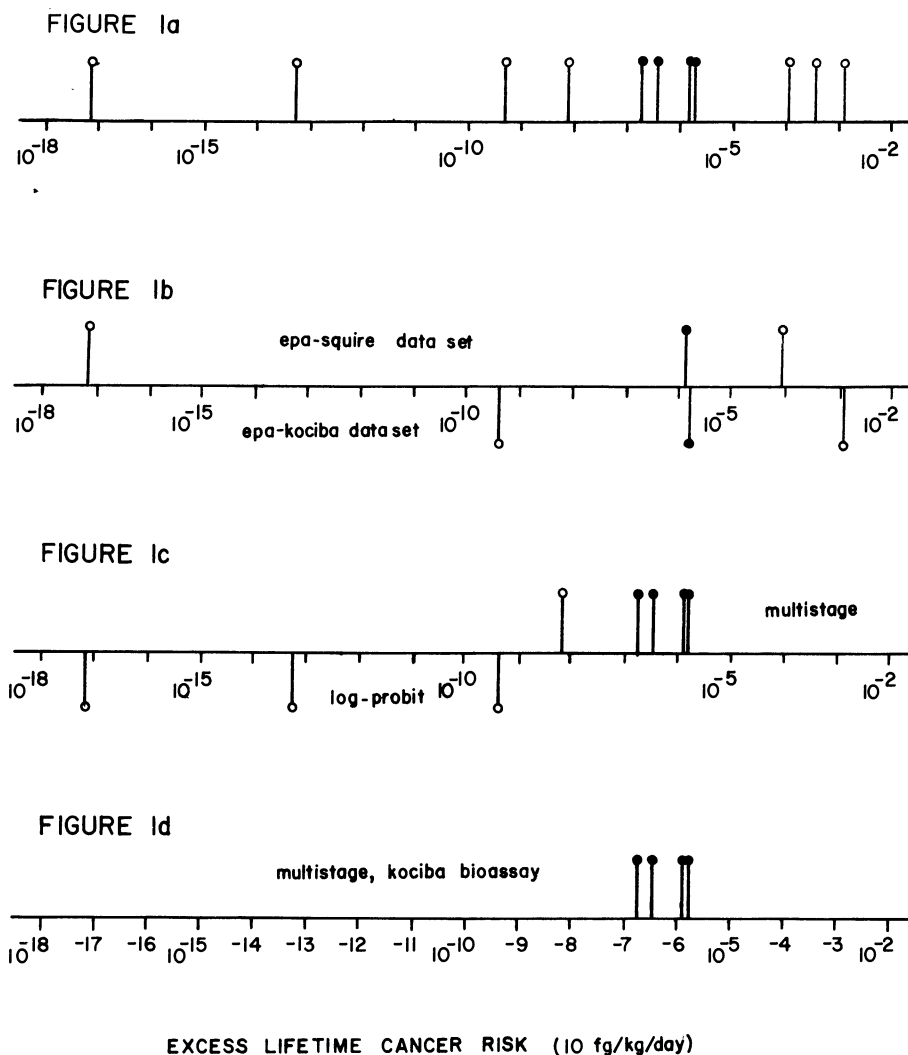 FIGURE 1a
10-18 10-15 10-10 10-5 10-2
FIGURE 1b
epa-squire data set
10-18 10-15 10-10 10-5 10-2
epa-kociba data set
FIGURE 1c
multistage
10-18 10-15 10-10 10-5 10-2
log-probit
FIGURE 1d
multistage, kociba bioassay
10-18 -17 -16 10-15 -14 -13 -12 -11 10-10 -9 -8 -7 -6 10-5 -4 -3 10-2
EXCESS LIFETIME CANCER RISK (10 fg/kg/day)